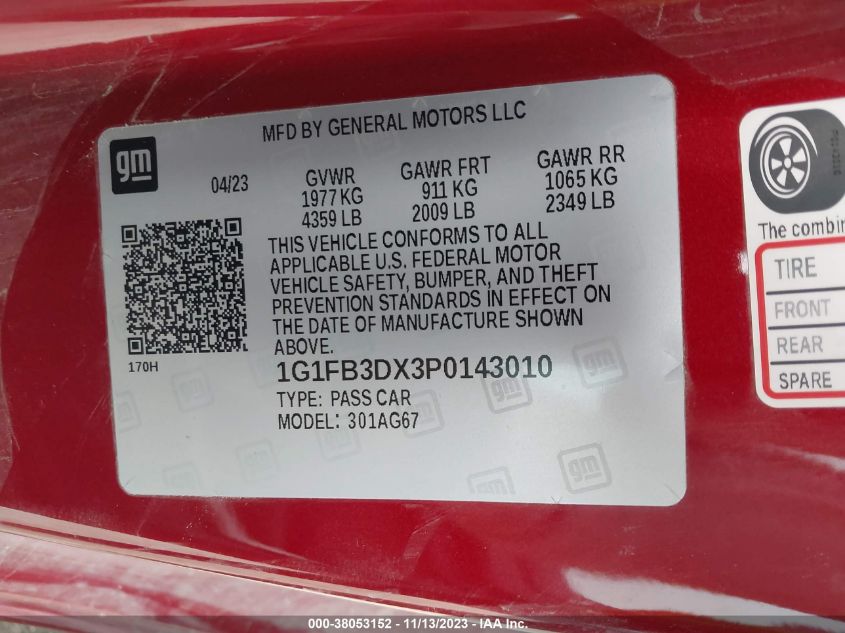 MFD BY GENERAL MOTORS LLC
gm
04/23
GVWR
1977 KG
4359 LB
GAWR FRT
911 KG
2009 LB
GAWR RR
1065 KG
2349 LB
THIS VEHICLE CONFORMS TO ALL
APPLICABLE U.S. FEDERAL MOTOR
VEHICLE SAFETY, BUMPER, AND THEFT
PREVENTION STANDARDS IN EFFECT ON
THE DATE OF MANUFACTURE SHOWN
ABOVE.
170H
1G1FB3DX3P0143010
TYPE: PASS CAR
MODEL: 301AG67
The combin
TIRE
FRONT
REAR
SPARE
000-38053152 - 11/13/2023 - IAAI.com